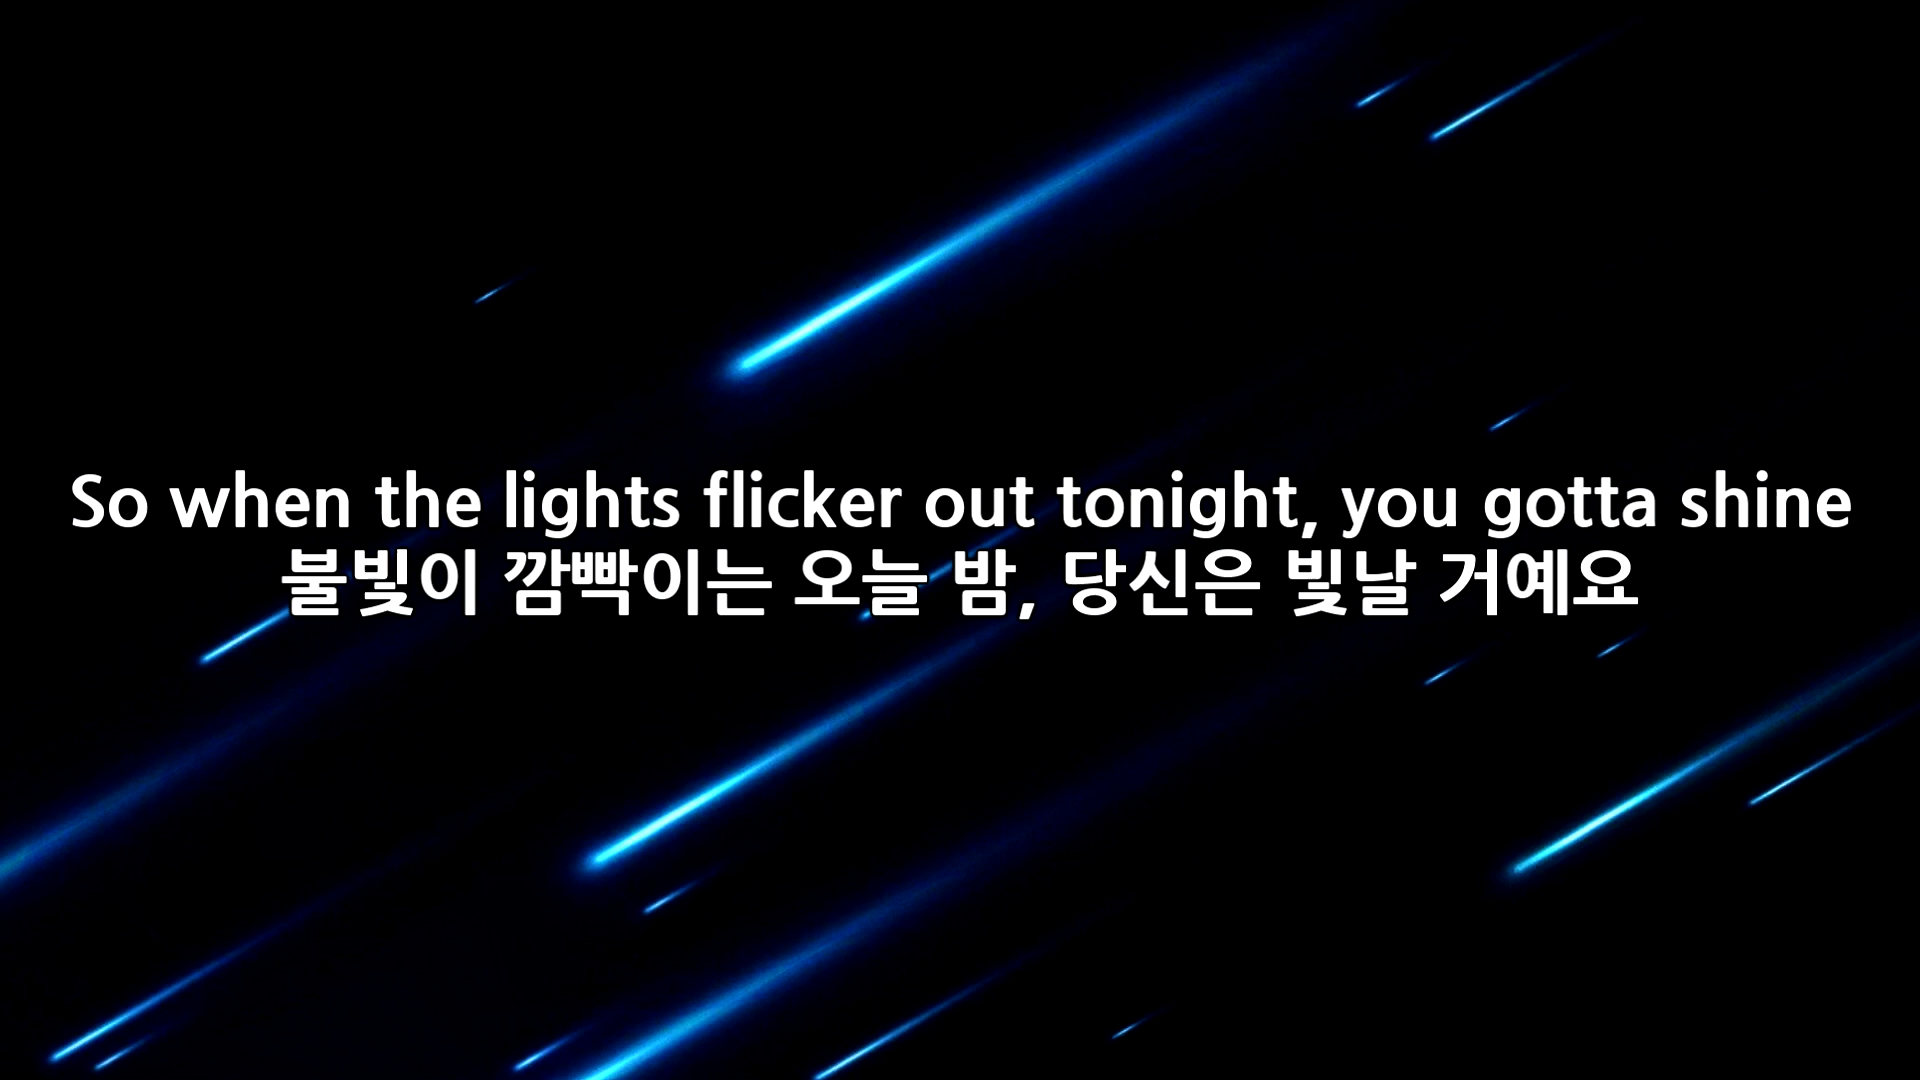 So when the lights flicker out tonight, you gotta shine
불빛이 깜빡이는 오늘 밤, 당신은 빛날 거예요